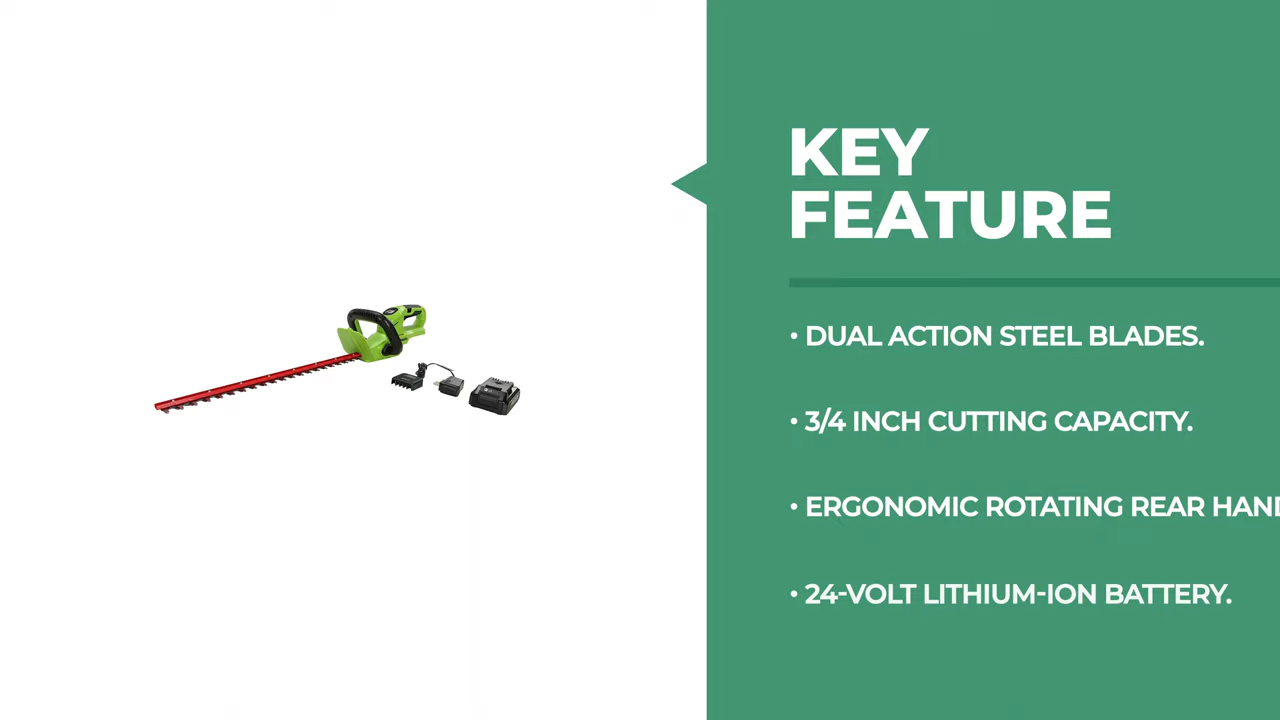 KEY
FEATURE
• DUAL ACTION STEEL BLADES.
• 3/4 INCH CUTTING CAPACITY.
• ERGONOMIC ROTATING REAR HAND
• 24-VOLT LITHIUM-ION BATTERY.